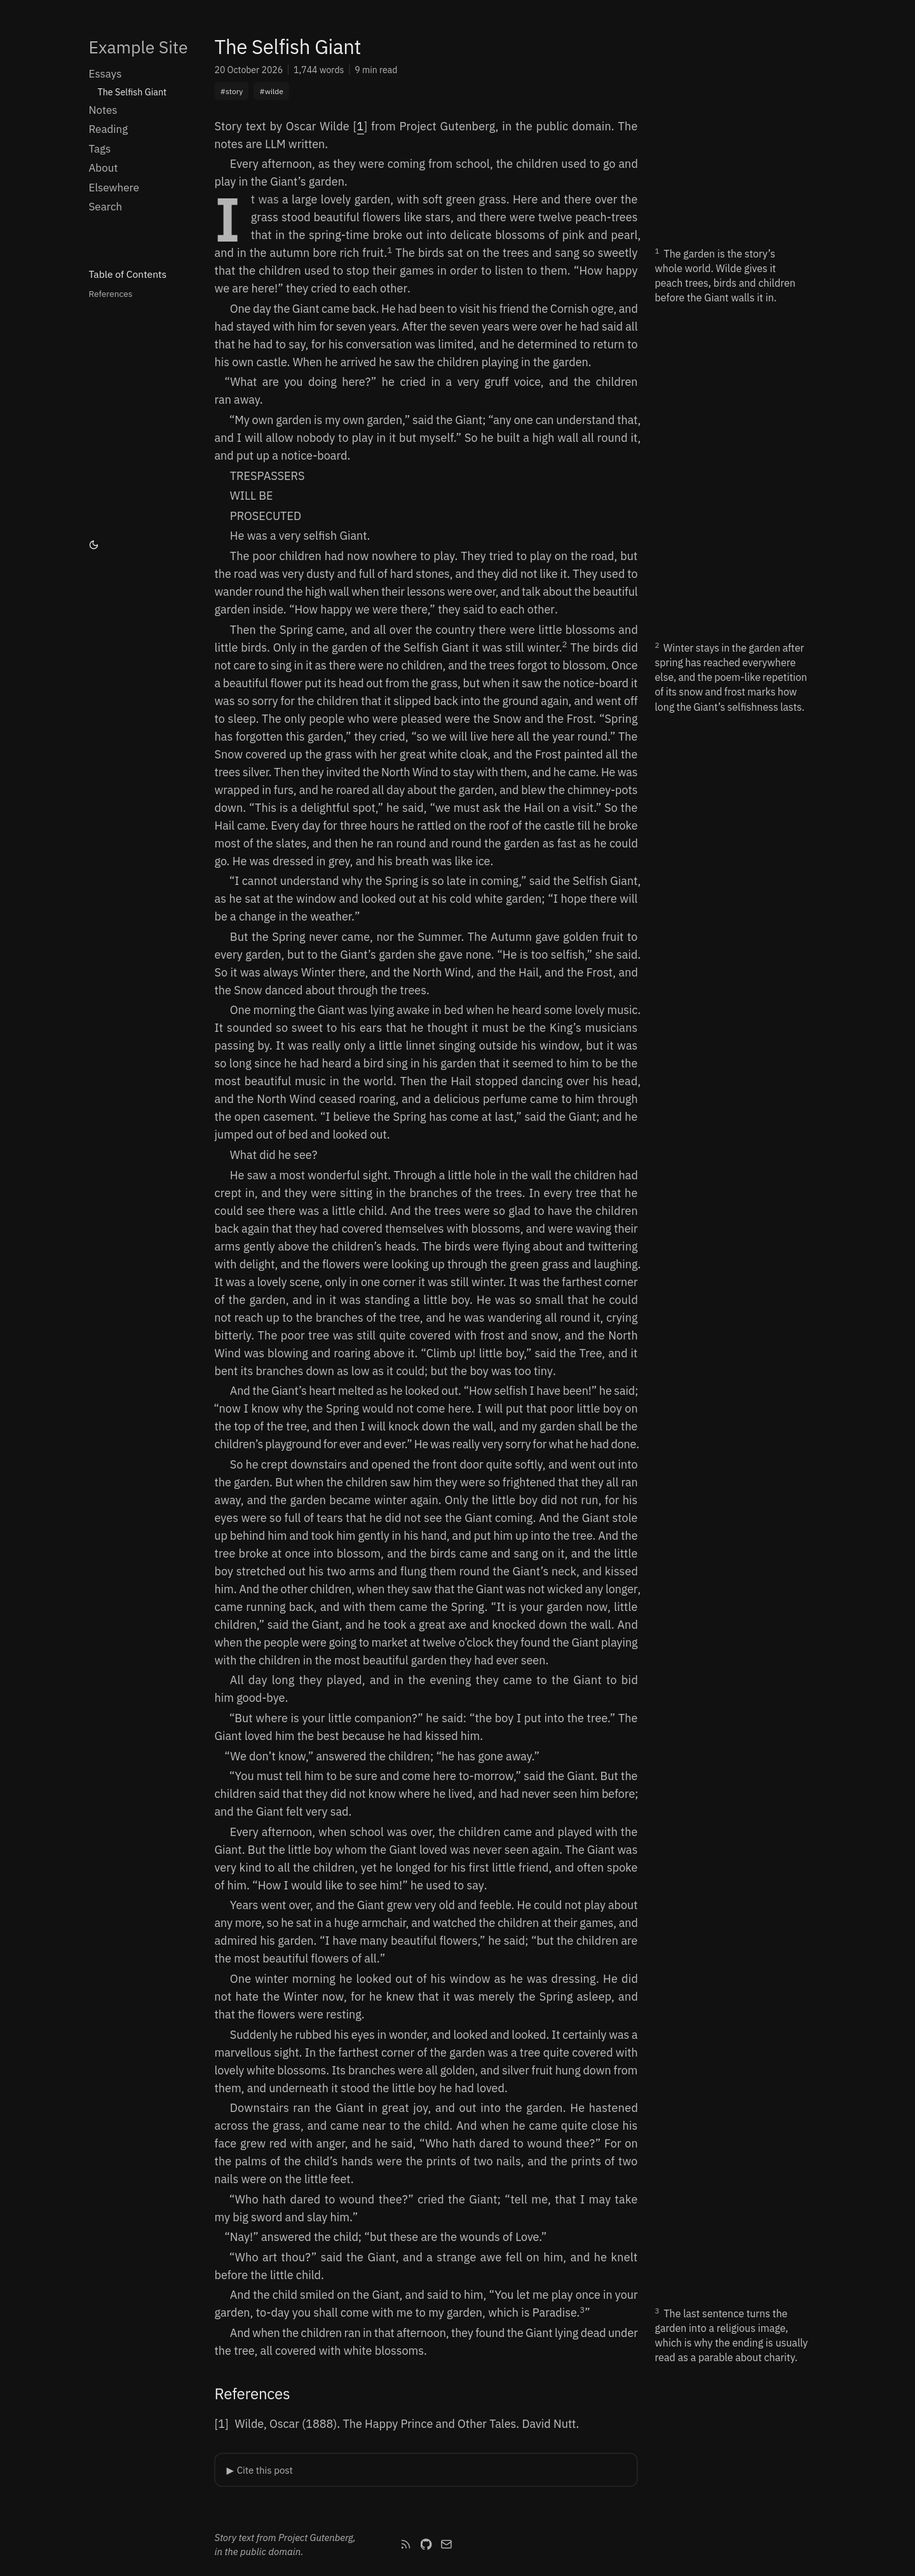 Example Site
Essays
The Selfish Giant
Notes
Reading
Tags
About
Elsewhere
Search
Table of Contents
References
The Selfish Giant
20 October 2026 | 1,744 words | 9 min read
#story #wilde
Story text by Oscar Wilde [1] from Project Gutenberg, in the public domain. The
notes are LLM written.
Every afternoon, as they were coming from school, the children used to go and
play in the Giant’s garden.
It was a large lovely garden, with soft green grass. Here and there over the
grass stood beautiful flowers like stars, and there were twelve peach-trees
that in the spring-time broke out into delicate blossoms of pink and pearl,
and in the autumn bore rich fruit.1 The birds sat on the trees and sang so sweetly
that the children used to stop their games in order to listen to them. “How happy
we are here!” they cried to each other.
1 The garden is the story’s
whole world. Wilde gives it
peach trees, birds and children
before the Giant walls it in.
One day the Giant came back. He had been to visit his friend the Cornish ogre, and
had stayed with him for seven years. After the seven years were over he had said all
that he had to say, for his conversation was limited, and he determined to return to
his own castle. When he arrived he saw the children playing in the garden.
“What are you doing here?” he cried in a very gruff voice, and the children
ran away.
“My own garden is my own garden,” said the Giant; “any one can understand that,
and I will allow nobody to play in it but myself.” So he built a high wall all round it,
and put up a notice-board.
TRESPASSERS
WILL BE
PROSECUTED
He was a very selfish Giant.
The poor children had now nowhere to play. They tried to play on the road, but
the road was very dusty and full of hard stones, and they did not like it. They used to
wander round the high wall when their lessons were over, and talk about the beautiful
garden inside. “How happy we were there,” they said to each other.
Then the Spring came, and all over the country there were little blossoms and
little birds. Only in the garden of the Selfish Giant it was still winter.2 The birds did
not care to sing in it as there were no children, and the trees forgot to blossom. Once
a beautiful flower put its head out from the grass, but when it saw the notice-board it
was so sorry for the children that it slipped back into the ground again, and went off
to sleep. The only people who were pleased were the Snow and the Frost. “Spring
has forgotten this garden,” they cried, “so we will live here all the year round.” The
Snow covered up the grass with her great white cloak, and the Frost painted all the
trees silver. Then they invited the North Wind to stay with them, and he came. He was
wrapped in furs, and he roared all day about the garden, and blew the chimney-pots
down. “This is a delightful spot,” he said, “we must ask the Hail on a visit.” So the
Hail came. Every day for three hours he rattled on the roof of the castle till he broke
most of the slates, and then he ran round and round the garden as fast as he could
go. He was dressed in grey, and his breath was like ice.
2 Winter stays in the garden after
spring has reached everywhere
else, and the poem-like repetition
of its snow and frost marks how
long the Giant’s selfishness lasts.
“I cannot understand why the Spring is so late in coming,” said the Selfish Giant,
as he sat at the window and looked out at his cold white garden; “I hope there will
be a change in the weather.”
But the Spring never came, nor the Summer. The Autumn gave golden fruit to
every garden, but to the Giant’s garden she gave none. “He is too selfish,” she said.
So it was always Winter there, and the North Wind, and the Hail, and the Frost, and
the Snow danced about through the trees.
One morning the Giant was lying awake in bed when he heard some lovely music.
It sounded so sweet to his ears that he thought it must be the King’s musicians
passing by. It was really only a little linnet singing outside his window, but it was
so long since he had heard a bird sing in his garden that it seemed to him to be the
most beautiful music in the world. Then the Hail stopped dancing over his head,
and the North Wind ceased roaring, and a delicious perfume came to him through
the open casement. “I believe the Spring has come at last,” said the Giant; and he
jumped out of bed and looked out.
What did he see?
He saw a most wonderful sight. Through a little hole in the wall the children had
crept in, and they were sitting in the branches of the trees. In every tree that he
could see there was a little child. And the trees were so glad to have the children
back again that they had covered themselves with blossoms, and were waving their
arms gently above the children’s heads. The birds were flying about and twittering
with delight, and the flowers were looking up through the green grass and laughing.
It was a lovely scene, only in one corner it was still winter. It was the farthest corner
of the garden, and in it was standing a little boy. He was so small that he could
not reach up to the branches of the tree, and he was wandering all round it, crying
bitterly. The poor tree was still quite covered with frost and snow, and the North
Wind was blowing and roaring above it. “Climb up! little boy,” said the Tree, and it
bent its branches down as low as it could; but the boy was too tiny.
And the Giant’s heart melted as he looked out. “How selfish I have been!” he said;
“now I know why the Spring would not come here. I will put that poor little boy on
the top of the tree, and then I will knock down the wall, and my garden shall be the
children’s playground for ever and ever.” He was really very sorry for what he had done.
So he crept downstairs and opened the front door quite softly, and went out into
the garden. But when the children saw him they were so frightened that they all ran
away, and the garden became winter again. Only the little boy did not run, for his
eyes were so full of tears that he did not see the Giant coming. And the Giant stole
up behind him and took him gently in his hand, and put him up into the tree. And the
tree broke at once into blossom, and the birds came and sang on it, and the little
boy stretched out his two arms and flung them round the Giant’s neck, and kissed
him. And the other children, when they saw that the Giant was not wicked any longer,
came running back, and with them came the Spring. “It is your garden now, little
children,” said the Giant, and he took a great axe and knocked down the wall. And
when the people were going to market at twelve o’clock they found the Giant playing
with the children in the most beautiful garden they had ever seen.
All day long they played, and in the evening they came to the Giant to bid
him good-bye.
“But where is your little companion?” he said: “the boy I put into the tree.” The
Giant loved him the best because he had kissed him.
“We don’t know,” answered the children; “he has gone away.”
“You must tell him to be sure and come here to-morrow,” said the Giant. But the
children said that they did not know where he lived, and had never seen him before;
and the Giant felt very sad.
Every afternoon, when school was over, the children came and played with the
Giant. But the little boy whom the Giant loved was never seen again. The Giant was
very kind to all the children, yet he longed for his first little friend, and often spoke
of him. “How I would like to see him!” he used to say.
Years went over, and the Giant grew very old and feeble. He could not play about
any more, so he sat in a huge armchair, and watched the children at their games, and
admired his garden. “I have many beautiful flowers,” he said; “but the children are
the most beautiful flowers of all.”
One winter morning he looked out of his window as he was dressing. He did
not hate the Winter now, for he knew that it was merely the Spring asleep, and
that the flowers were resting.
Suddenly he rubbed his eyes in wonder, and looked and looked. It certainly was a
marvellous sight. In the farthest corner of the garden was a tree quite covered with
lovely white blossoms. Its branches were all golden, and silver fruit hung down from
them, and underneath it stood the little boy he had loved.
Downstairs ran the Giant in great joy, and out into the garden. He hastened
across the grass, and came near to the child. And when he came quite close his
face grew red with anger, and he said, “Who hath dared to wound thee?” For on
the palms of the child’s hands were the prints of two nails, and the prints of two
nails were on the little feet.
“Who hath dared to wound thee?” cried the Giant; “tell me, that I may take
my big sword and slay him.”
“Nay!” answered the child; “but these are the wounds of Love.”
“Who art thou?” said the Giant, and a strange awe fell on him, and he knelt
before the little child.
And the child smiled on the Giant, and said to him, “You let me play once in your
garden, to-day you shall come with me to my garden, which is Paradise.3”
And when the children ran in that afternoon, they found the Giant lying dead under
the tree, all covered with white blossoms.
3 The last sentence turns the
garden into a religious image,
which is why the ending is usually
read as a parable about charity.
References
[1] Wilde, Oscar (1888). The Happy Prince and Other Tales. David Nutt.
▶ Cite this post
Story text from Project Gutenberg,
in the public domain.